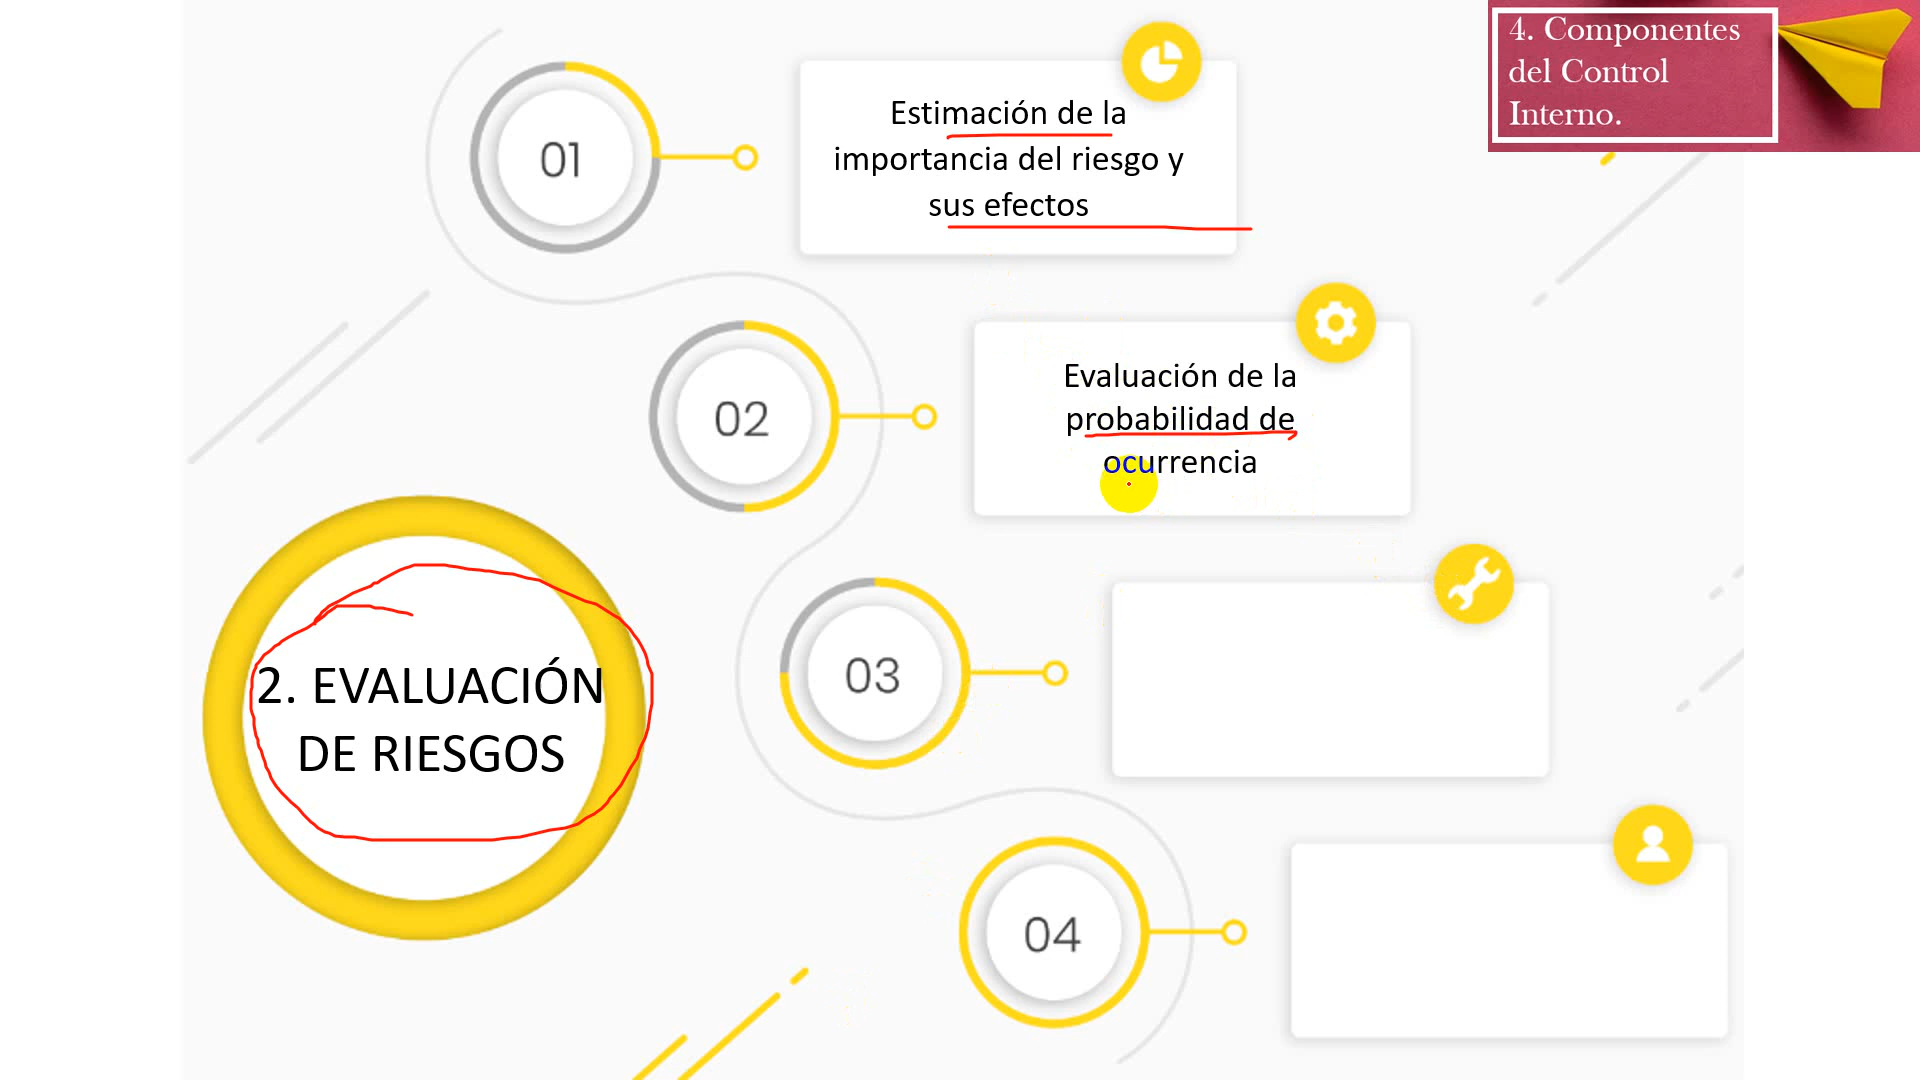 4. Componentes
del Control
Interno.
01
Estimación de la
importancia del riesgo y
sus efectos
02
Evaluación de la
probabilidad de
ocurrencia
2. EVALUACIÓN
DE RIESGOS
03
04